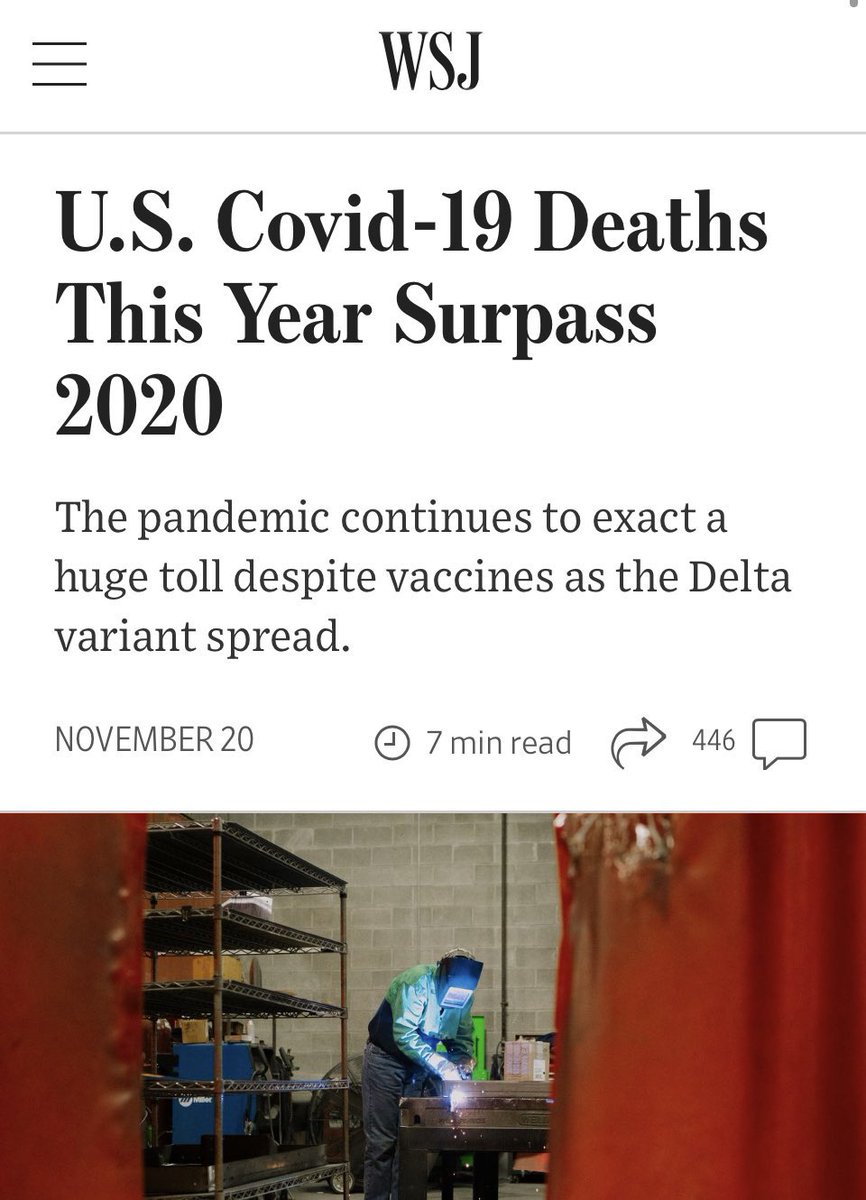 WSJ
U.S. Covid-19 Deaths
This Year Surpass
2020
The pandemic continues to exact a
huge toll despite vaccines as the Delta
variant spread.
NOVEMBER 20 7 min read 446
Miller